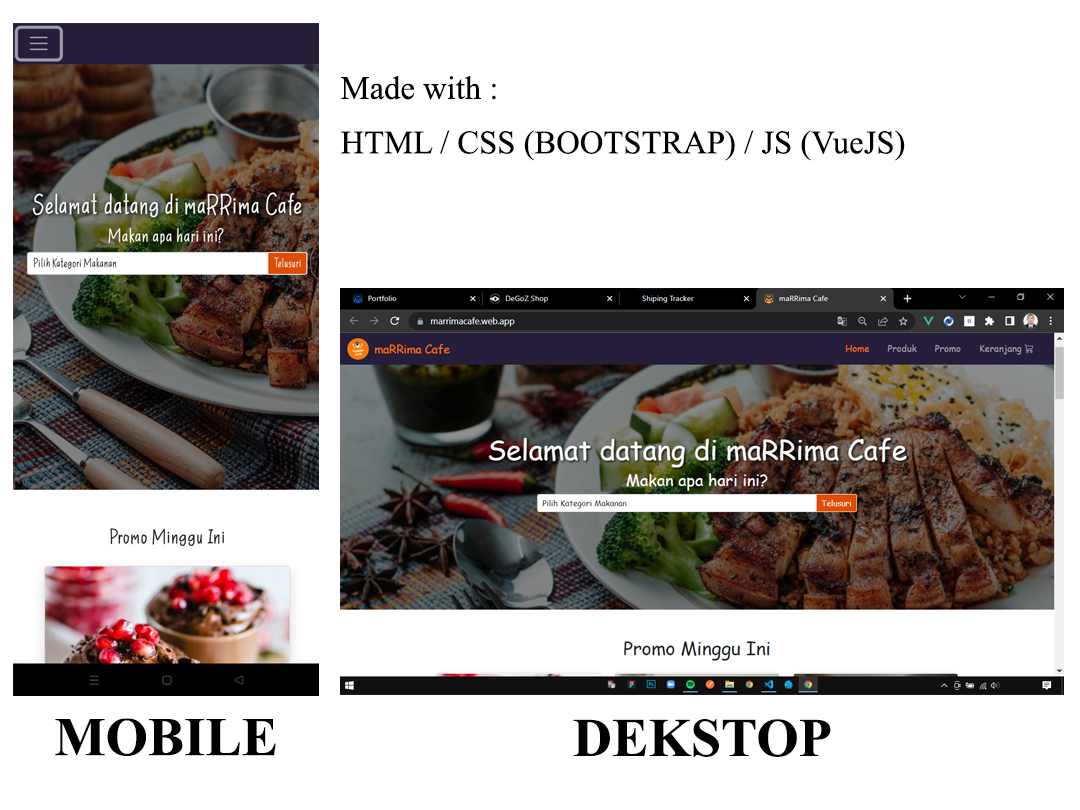 Selamat datang di maRRima Cafe
Makan apa hari ini?
Pilih Kategori Makanan Telusuri
Promo Minggu Ini
MOBILE
Made with :
HTML / CSS (BOOTSTRAP) / JS (VueJS)
Portfolio DeGoZ Shop Shiping Tracker maRRima Cafe
marrimacafe.web.app
maRRima Cafe Home Produk Promo Keranjang
Selamat datang di maRRima Cafe
Makan apa hari ini?
Pilih Kategori Makanan Telusuri
Promo Minggu Ini
DEKSTOP